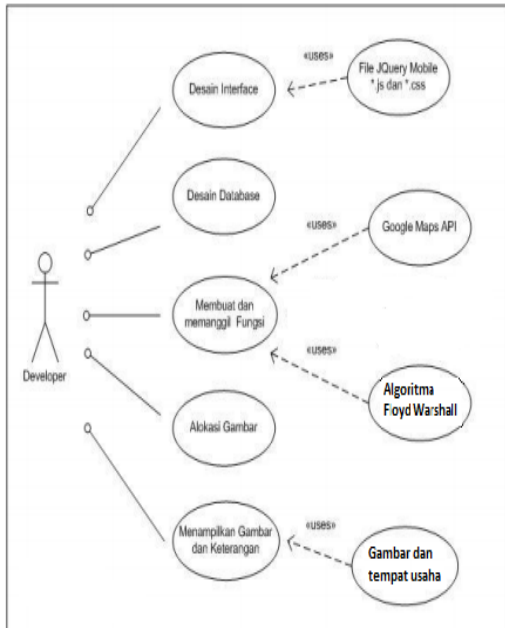 «uses»
File JQuery Mobile
*.js dan *.css
Desain Interface
Desain Database
«uses»
Google Maps API
Membuat dan
memanggil Fungsi
Developer
«uses»
Algoritma
Floyd Warshall
Alokasi Gambar
Menampilkan Gambar
dan Keterangan
«uses»
Gambar dan
tempat usaha